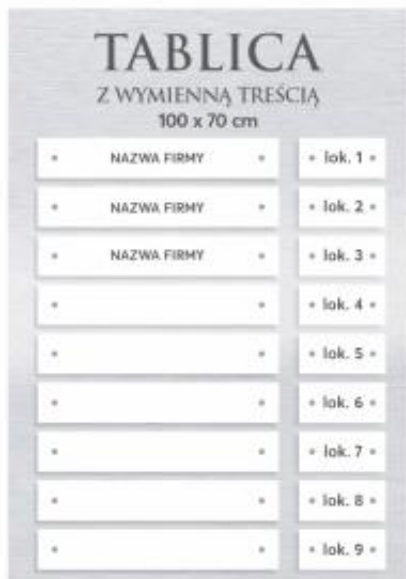 TABLICA
Z WYMIENNĄ TREŚCIĄ
100 x 70 cm
NAZWA FIRMY lok. 1
NAZWA FIRMY lok. 2
NAZWA FIRMY lok. 3
lok. 4
lok. 5
lok. 6
lok. 7
lok. 8
lok. 9